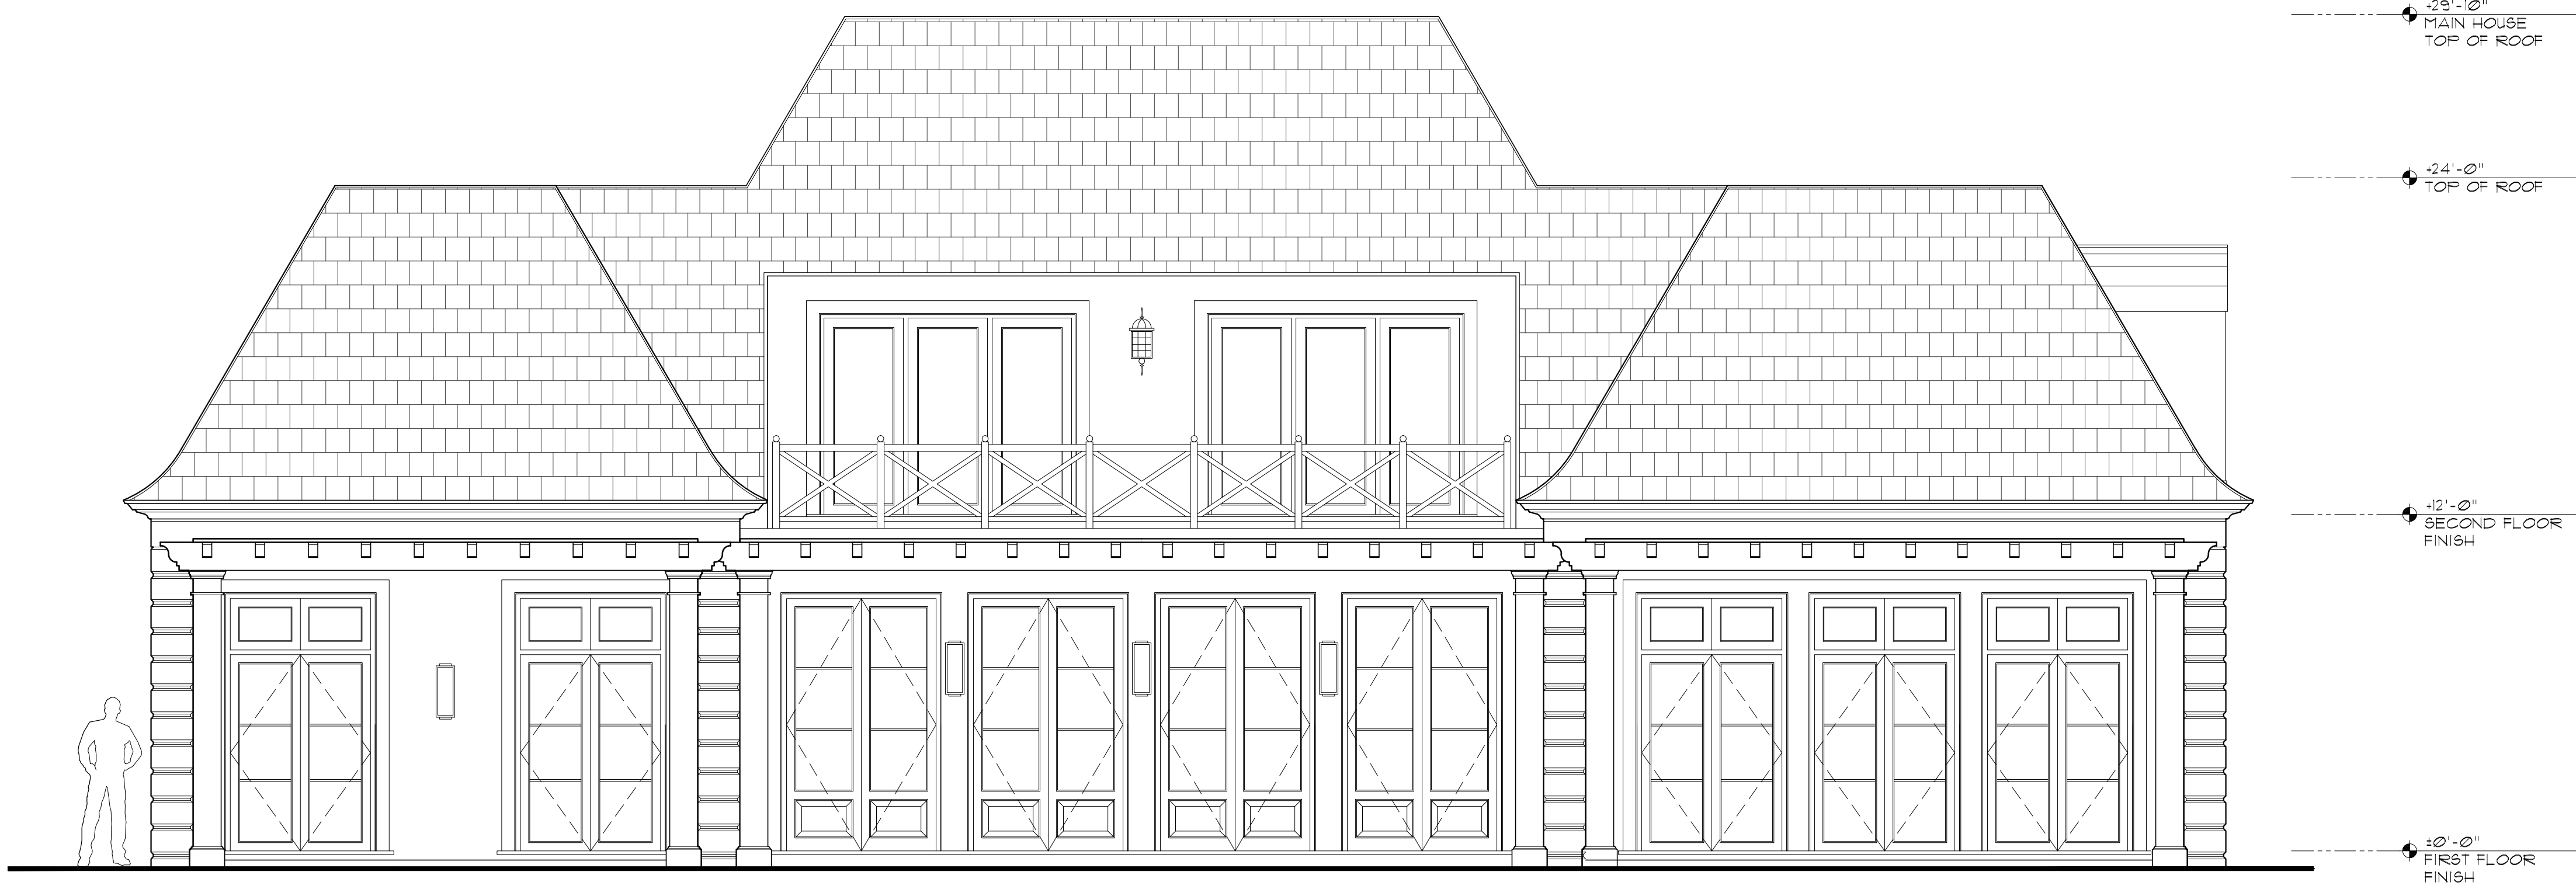 +29'-10"
MAIN HOUSE
TOP OF ROOF
+24'-0"
TOP OF ROOF
+12'-0"
SECOND FLOOR
FINISH
±0'-0"
FIRST FLOOR
FINISH